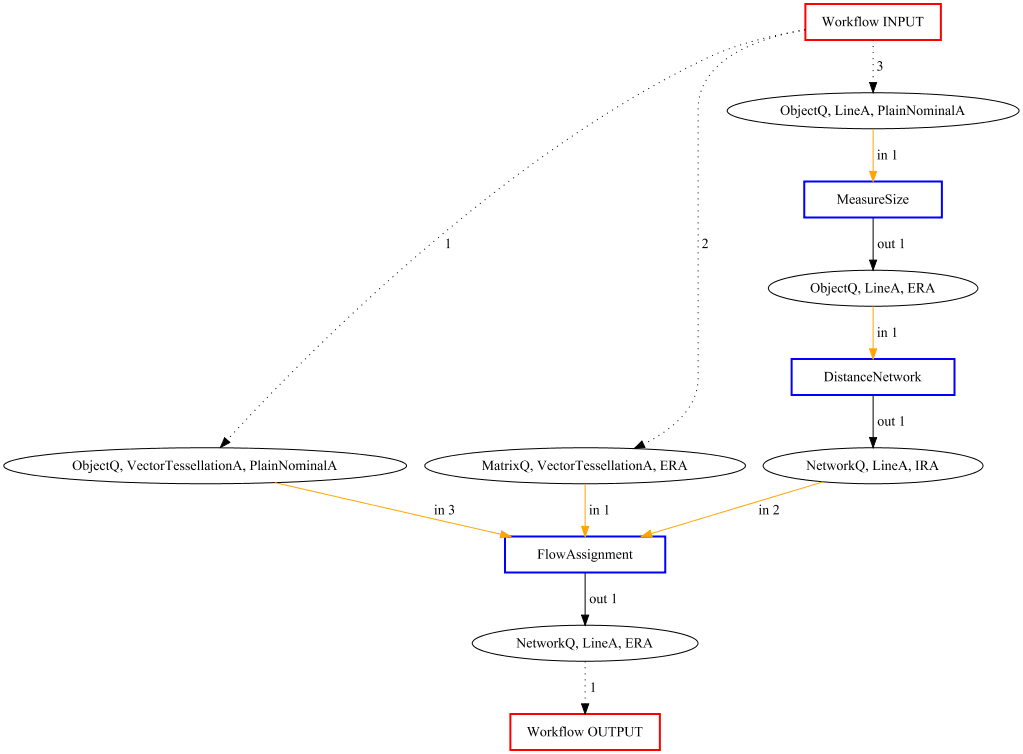 Workflow INPUT
3
ObjectQ, LineA, PlainNominalA
in 1
MeasureSize
1
2
out 1
ObjectQ, LineA, ERA
in 1
DistanceNetwork
out 1
ObjectQ, VectorTessellationA, PlainNominalA
MatrixQ, VectorTessellationA, ERA
NetworkQ, LineA, IRA
in 3
in 1
in 2
FlowAssignment
out 1
NetworkQ, LineA, ERA
1
Workflow OUTPUT